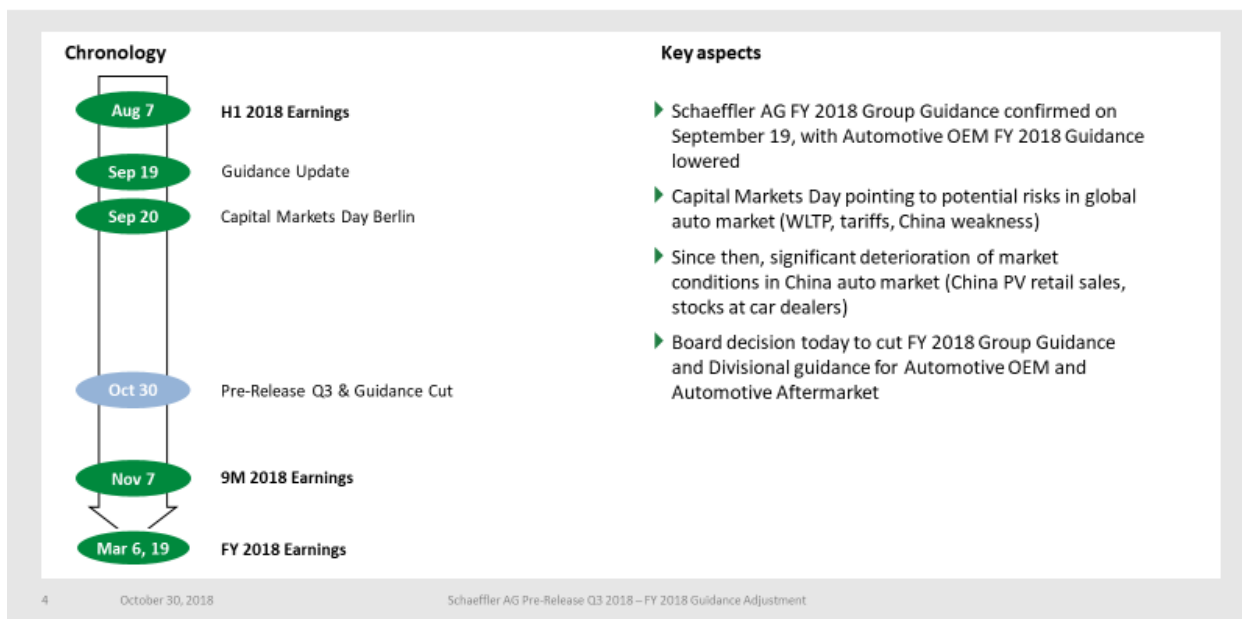 Chronology
Aug 7
H1 2018 Earnings
Sep 19
Guidance Update
Sep 20
Capital Markets Day Berlin
Oct 30
Pre-Release Q3 & Guidance Cut
Nov 7
9M 2018 Earnings
Mar 6, 19
FY 2018 Earnings
Key aspects
Schaeffler AG FY 2018 Group Guidance confirmed on
September 19, with Automotive OEM FY 2018 Guidance
lowered
Capital Markets Day pointing to potential risks in global
auto market (WLTP, tariffs, China weakness)
Since then, significant deterioration of market
conditions in China auto market (China PV retail sales,
stocks at car dealers)
Board decision today to cut FY 2018 Group Guidance
and Divisional guidance for Automotive OEM and
Automotive Aftermarket
4
October 30, 2018
Schaeffler AG Pre-Release Q3 2018 – FY 2018 Guidance Adjustment